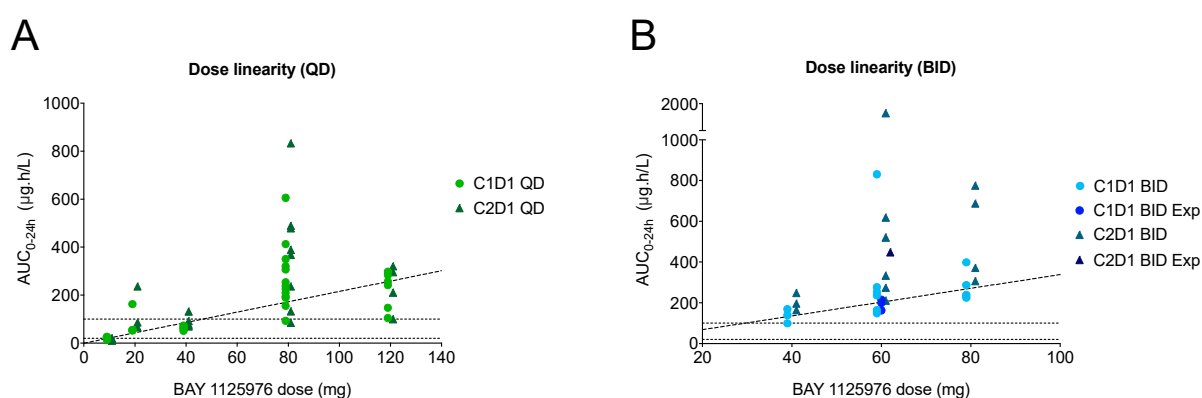 A
Dose linearity (QD)
AUC0-24h (µg.h/L)
1000
800
600
400
200
0
0 20 40 60 80 100 120 140
BAY 1125976 dose (mg)
C1D1 QD
C2D1 QD
B
Dose linearity (BID)
AUC0-24h (µg.h/L)
2000
1000
800
600
400
200
0
20 40 60 80 100
BAY 1125976 dose (mg)
C1D1 BID
C1D1 BID Exp
C2D1 BID
C2D1 BID Exp